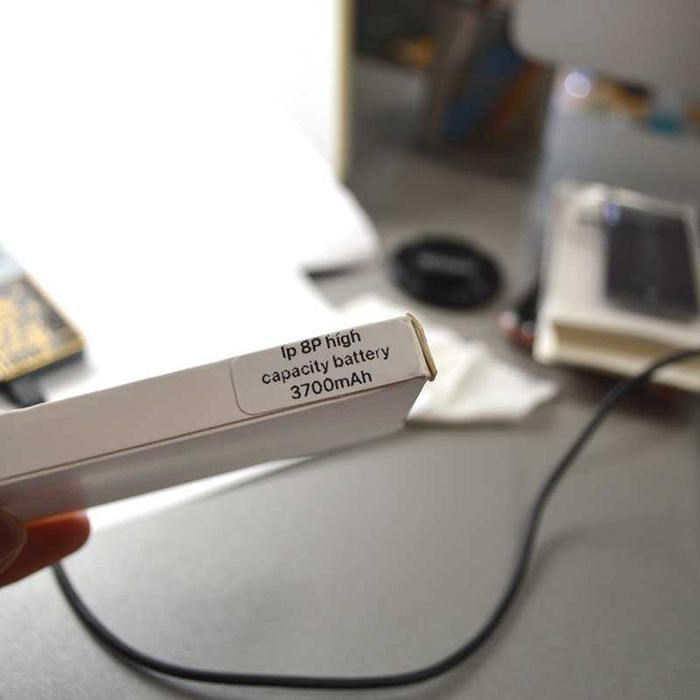 Ip 8P high
capacity battery
3700mAh